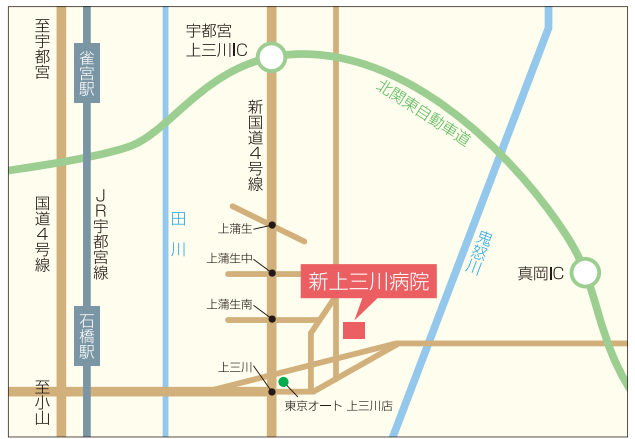 至宇都宮
雀宮駅
宇都宮
上三川IC
新国道4号線
北関東自動車道
国道4号線
JR宇都宮線
田川
上蒲生
鬼怒川
上蒲生中
新上三川病院
真岡IC
上蒲生南
石橋駅
上三川
至小山
東京オート 上三川店